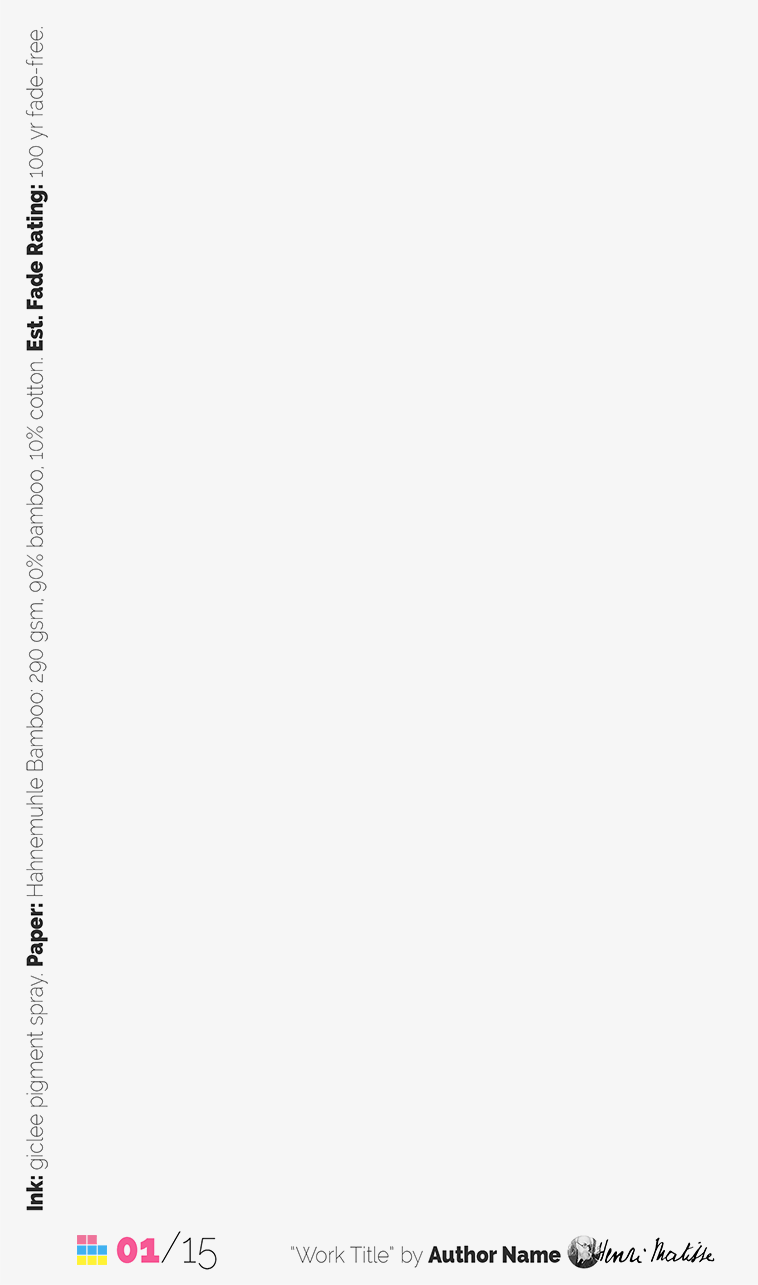 Ink: giclee pigment spray. Paper: Hahnemuhle Bamboo: 290 gsm, 90% bamboo, 10% cotton. Est. Fade Rating: 100 yr fade-free.
01/15
"Work Title" by Author Name Henri Matisse